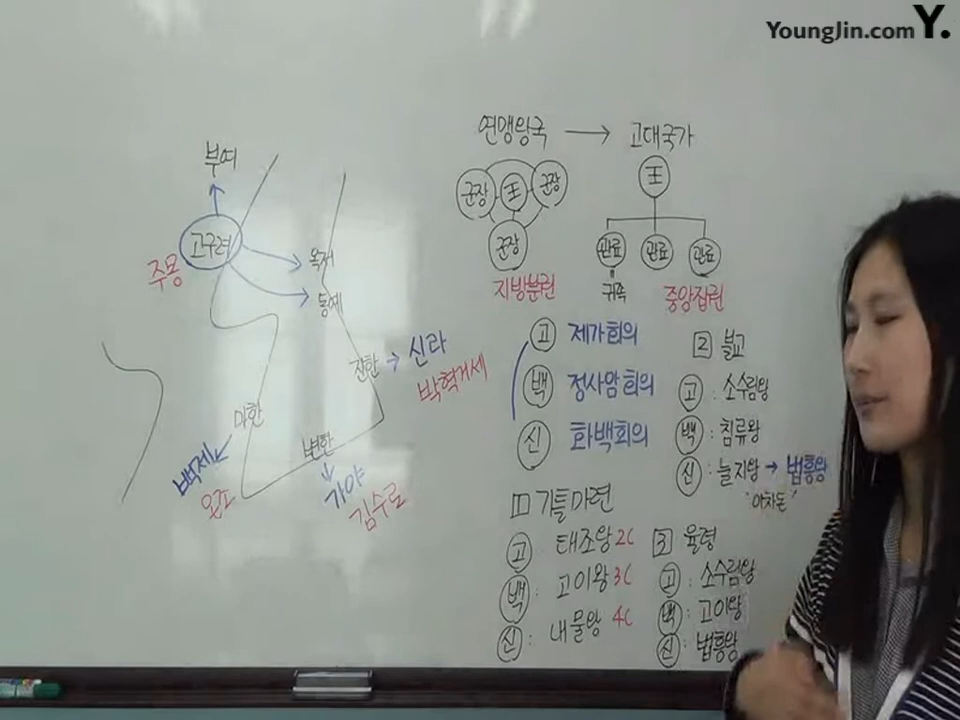 YoungJin.com Y.
부여
고구려
주몽
옥저
동예
진한 → 신라
박혁거세
마한
백제
온조
변한
가야
김수로
연맹왕국 → 고대국가
군장 王 군장
군장
지방분권
王
관료 관료 관료
귀족
중앙집권
고 제가회의
백 정사암회의
신 화백회의
1 기틀마련
고 : 태조왕 2C
백 : 고이왕 3C
신 : 내물왕 4C
2 불교
고 : 소수림왕
백 : 침류왕
신 : 눌지왕 → 법흥왕
"이차돈"
3 율령
고 : 소수림왕
백 : 고이왕
신 : 법흥왕